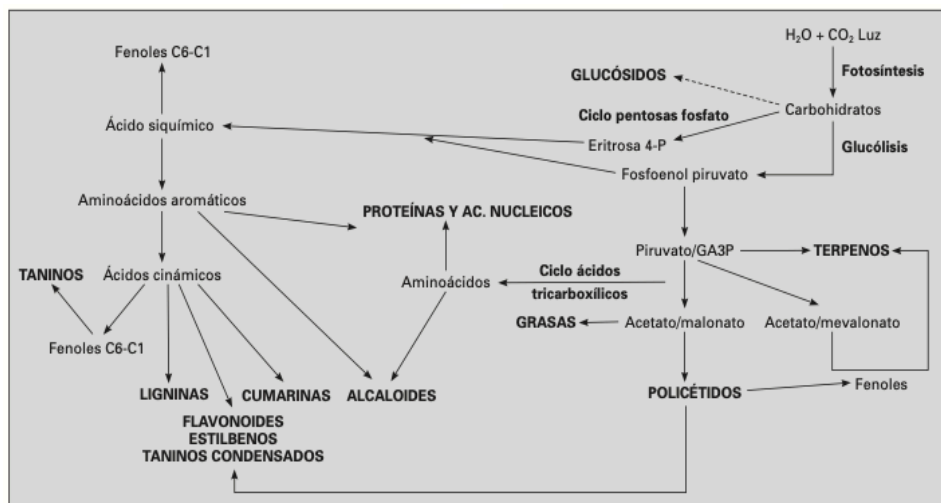 H₂O + CO₂ Luz
Fenoles C6-C1
Fotosíntesis
GLUCÓSIDOS
Carbohidratos
Ciclo pentosas fosfato
Ácido siquímico
Eritrosa 4-P
Glucólisis
Fosfoenol piruvato
Aminoácidos aromáticos
PROTEÍNAS Y AC. NUCLEICOS
Piruvato/GA3P
TERPENOS
TANINOS
Ácidos cinámicos
Aminoácidos
Ciclo ácidos
tricarboxílicos
GRASAS
Acetato/malonato
Acetato/mevalonato
Fenoles C6-C1
LIGNINAS
CUMARINAS
ALCALOIDES
POLICÉTIDOS
Fenoles
FLAVONOIDES
ESTILBENOS
TANINOS CONDENSADOS